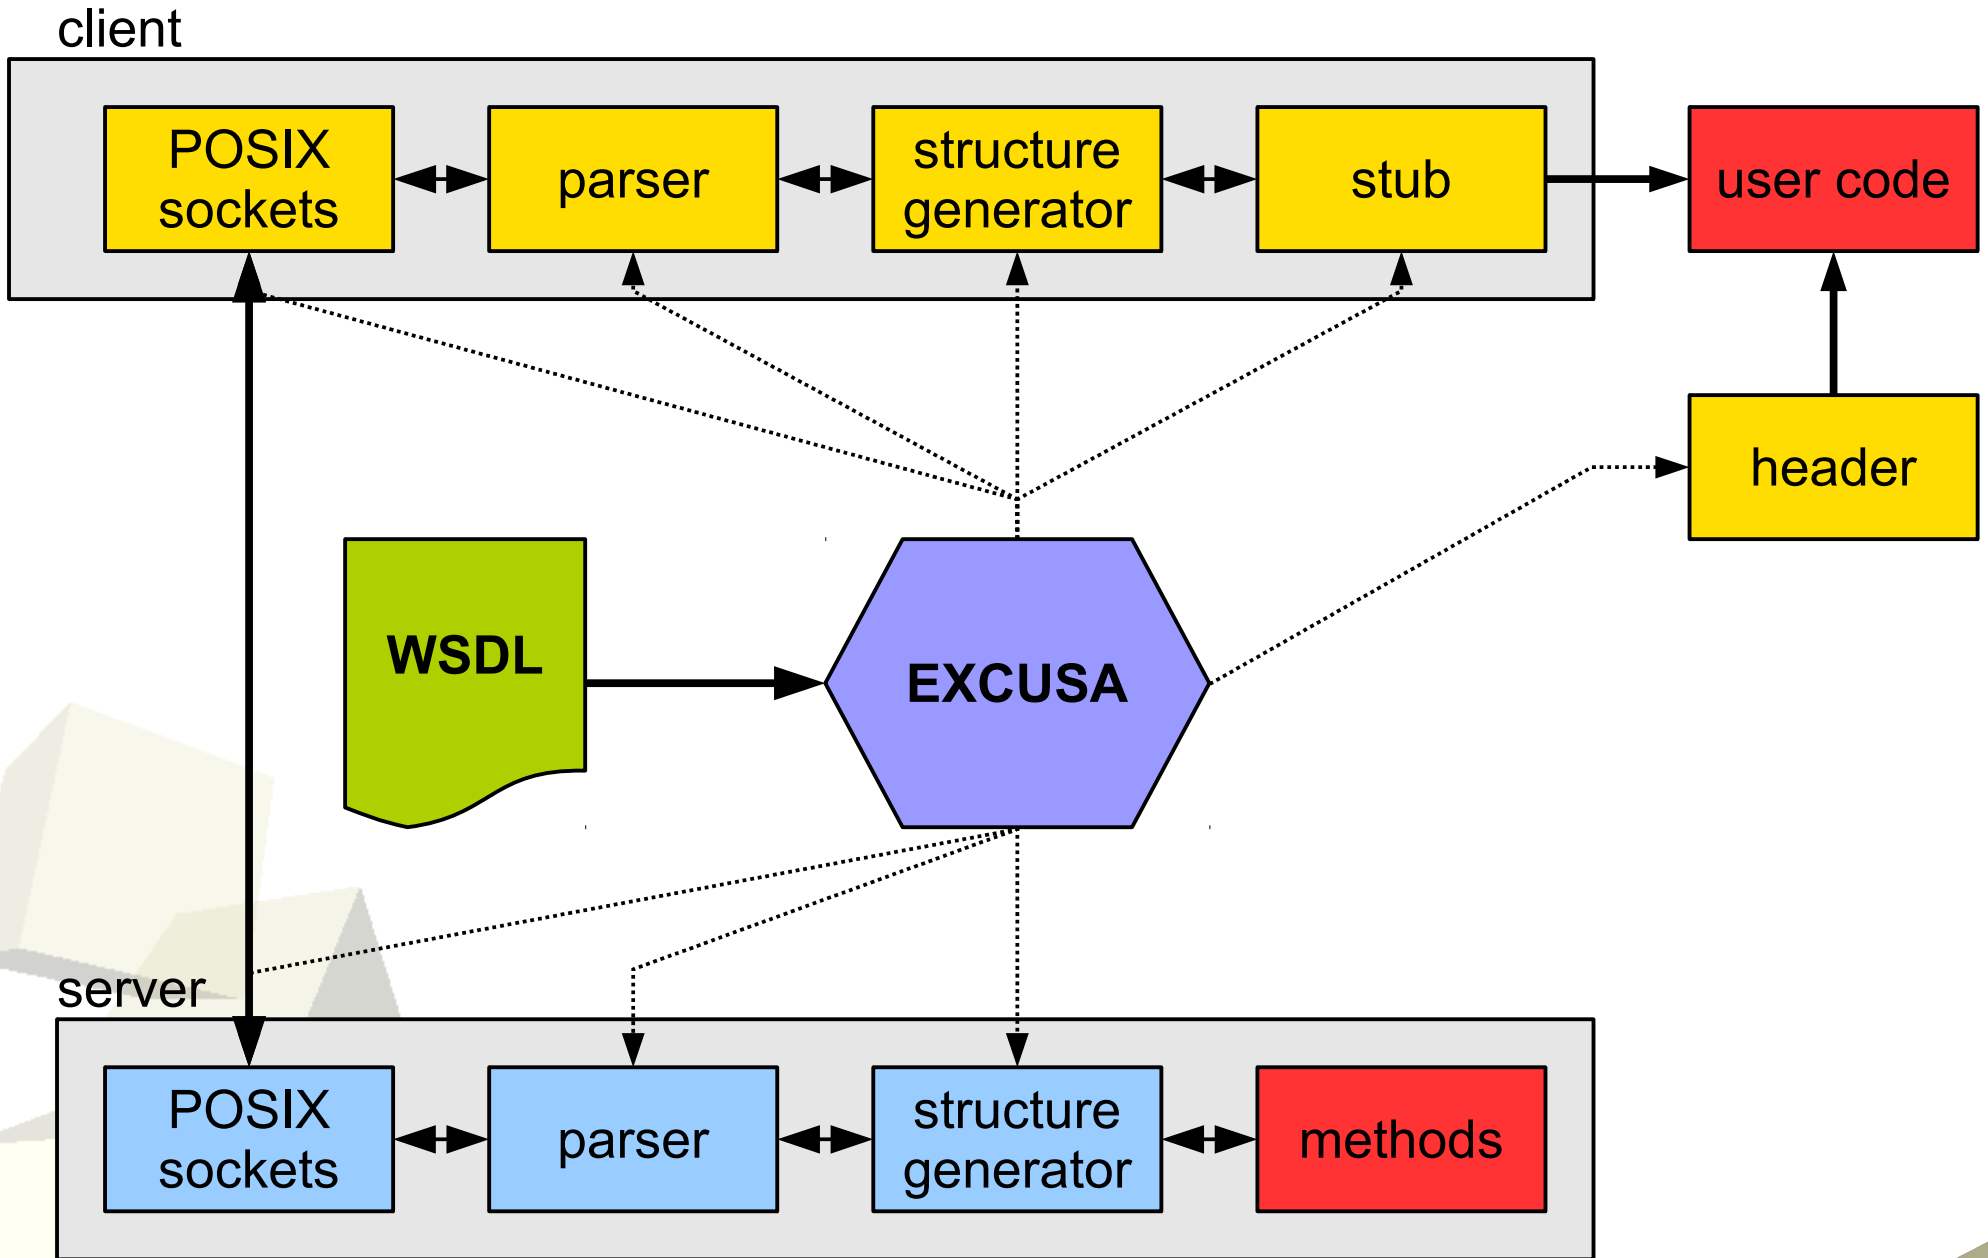 client
POSIX
sockets
parser
structure
generator
stub
user code
header
WSDL
EXCUSA
server
POSIX
sockets
parser
structure
generator
methods